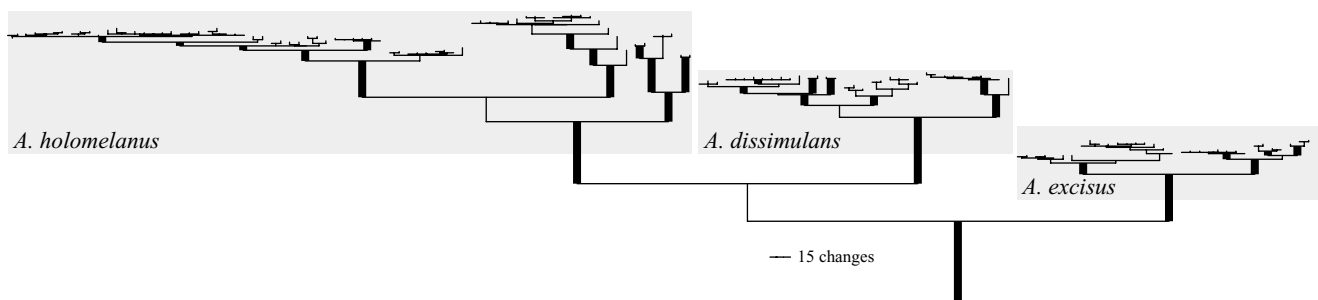 A. holomelanus
A. dissimulans
A. excisus
15 changes